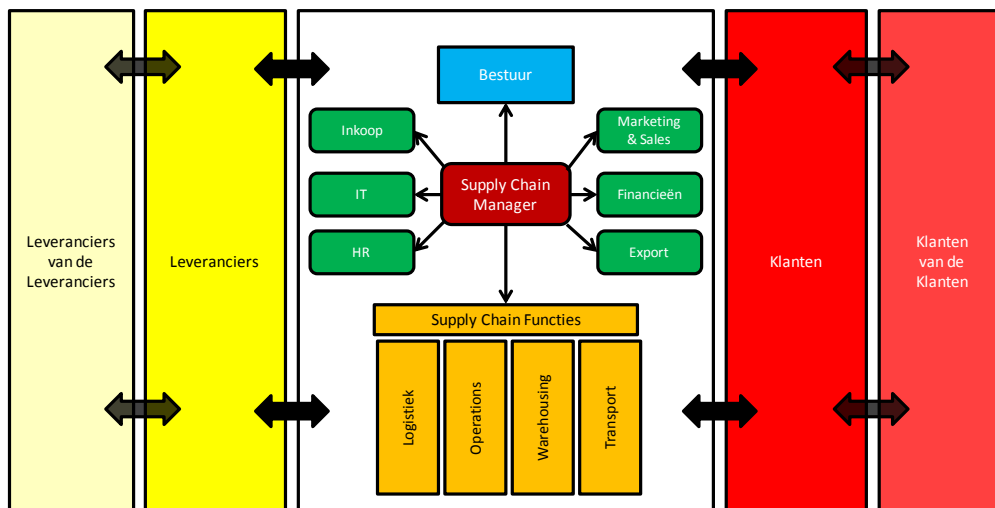 Bestuur
Inkoop
Marketing
& Sales
IT
Supply Chain
Manager
Financieën
HR
Export
Leveranciers
van de
Leveranciers
Leveranciers
Klanten
Klanten
van de
Klanten
Supply Chain Functies
Logistiek
Operations
Warehousing
Transport